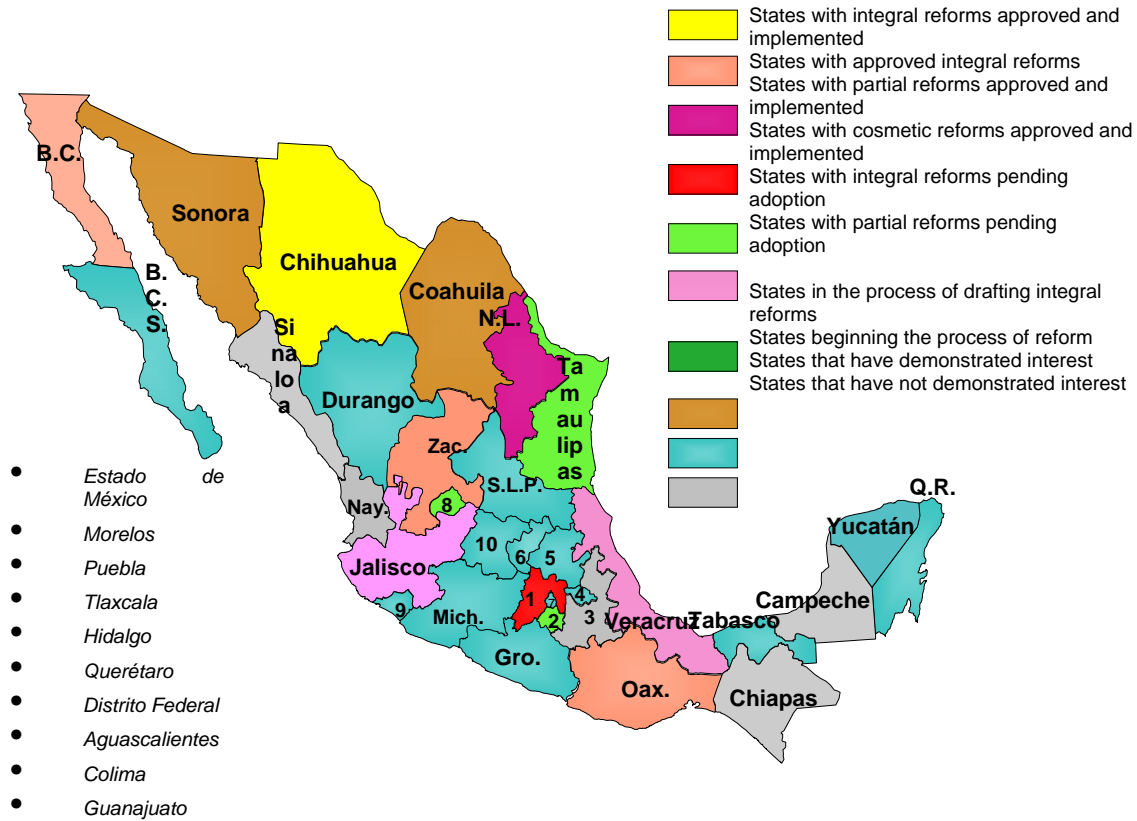 States with integral reforms approved and
implemented
States with approved integral reforms
States with partial reforms approved and
implemented
States with cosmetic reforms approved and
implemented
States with integral reforms pending
adoption
States with partial reforms pending
adoption
States in the process of drafting integral
reforms
States beginning the process of reform
States that have demonstrated interest
States that have not demonstrated interest
B.C.
Sonora
Chihuahua
B.
C.
S.
Coahuila
N.L.
Si
na
lo
a
Durango
Ta
m
au
lip
as
Zac.
S.L.P.
Nay.
8
Q.R.
Yucatán
10
6
5
Jalisco
Campeche
1
4
7
9
Mich.
2
3
Veracruz
Tabasco
Gro.
Oax.
Chiapas
• Estado de
México
• Morelos
• Puebla
• Tlaxcala
• Hidalgo
• Querétaro
• Distrito Federal
• Aguascalientes
• Colima
• Guanajuato